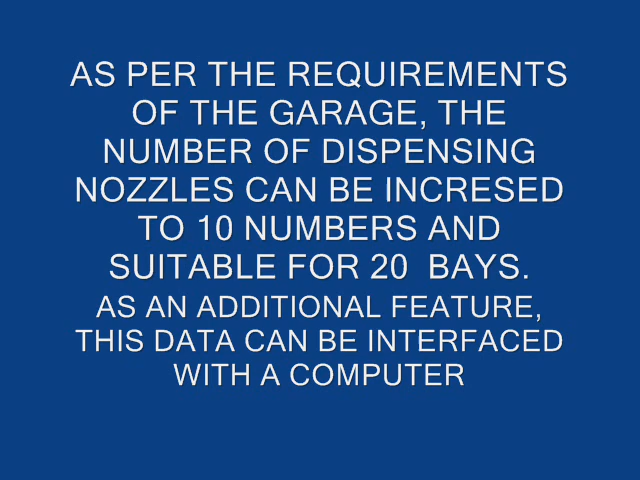 AS PER THE REQUIREMENTS
OF THE GARAGE, THE
NUMBER OF DISPENSING
NOZZLES CAN BE INCRESED
TO 10 NUMBERS AND
SUITABLE FOR 20  BAYS.
AS AN ADDITIONAL FEATURE,
THIS DATA CAN BE INTERFACED
WITH A COMPUTER